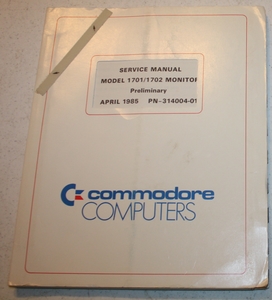 SERVICE MANUAL
MODEL 1701/1702 MONITOR
Preliminary
APRIL 1985 PN-314004-01
commodore
COMPUTERS